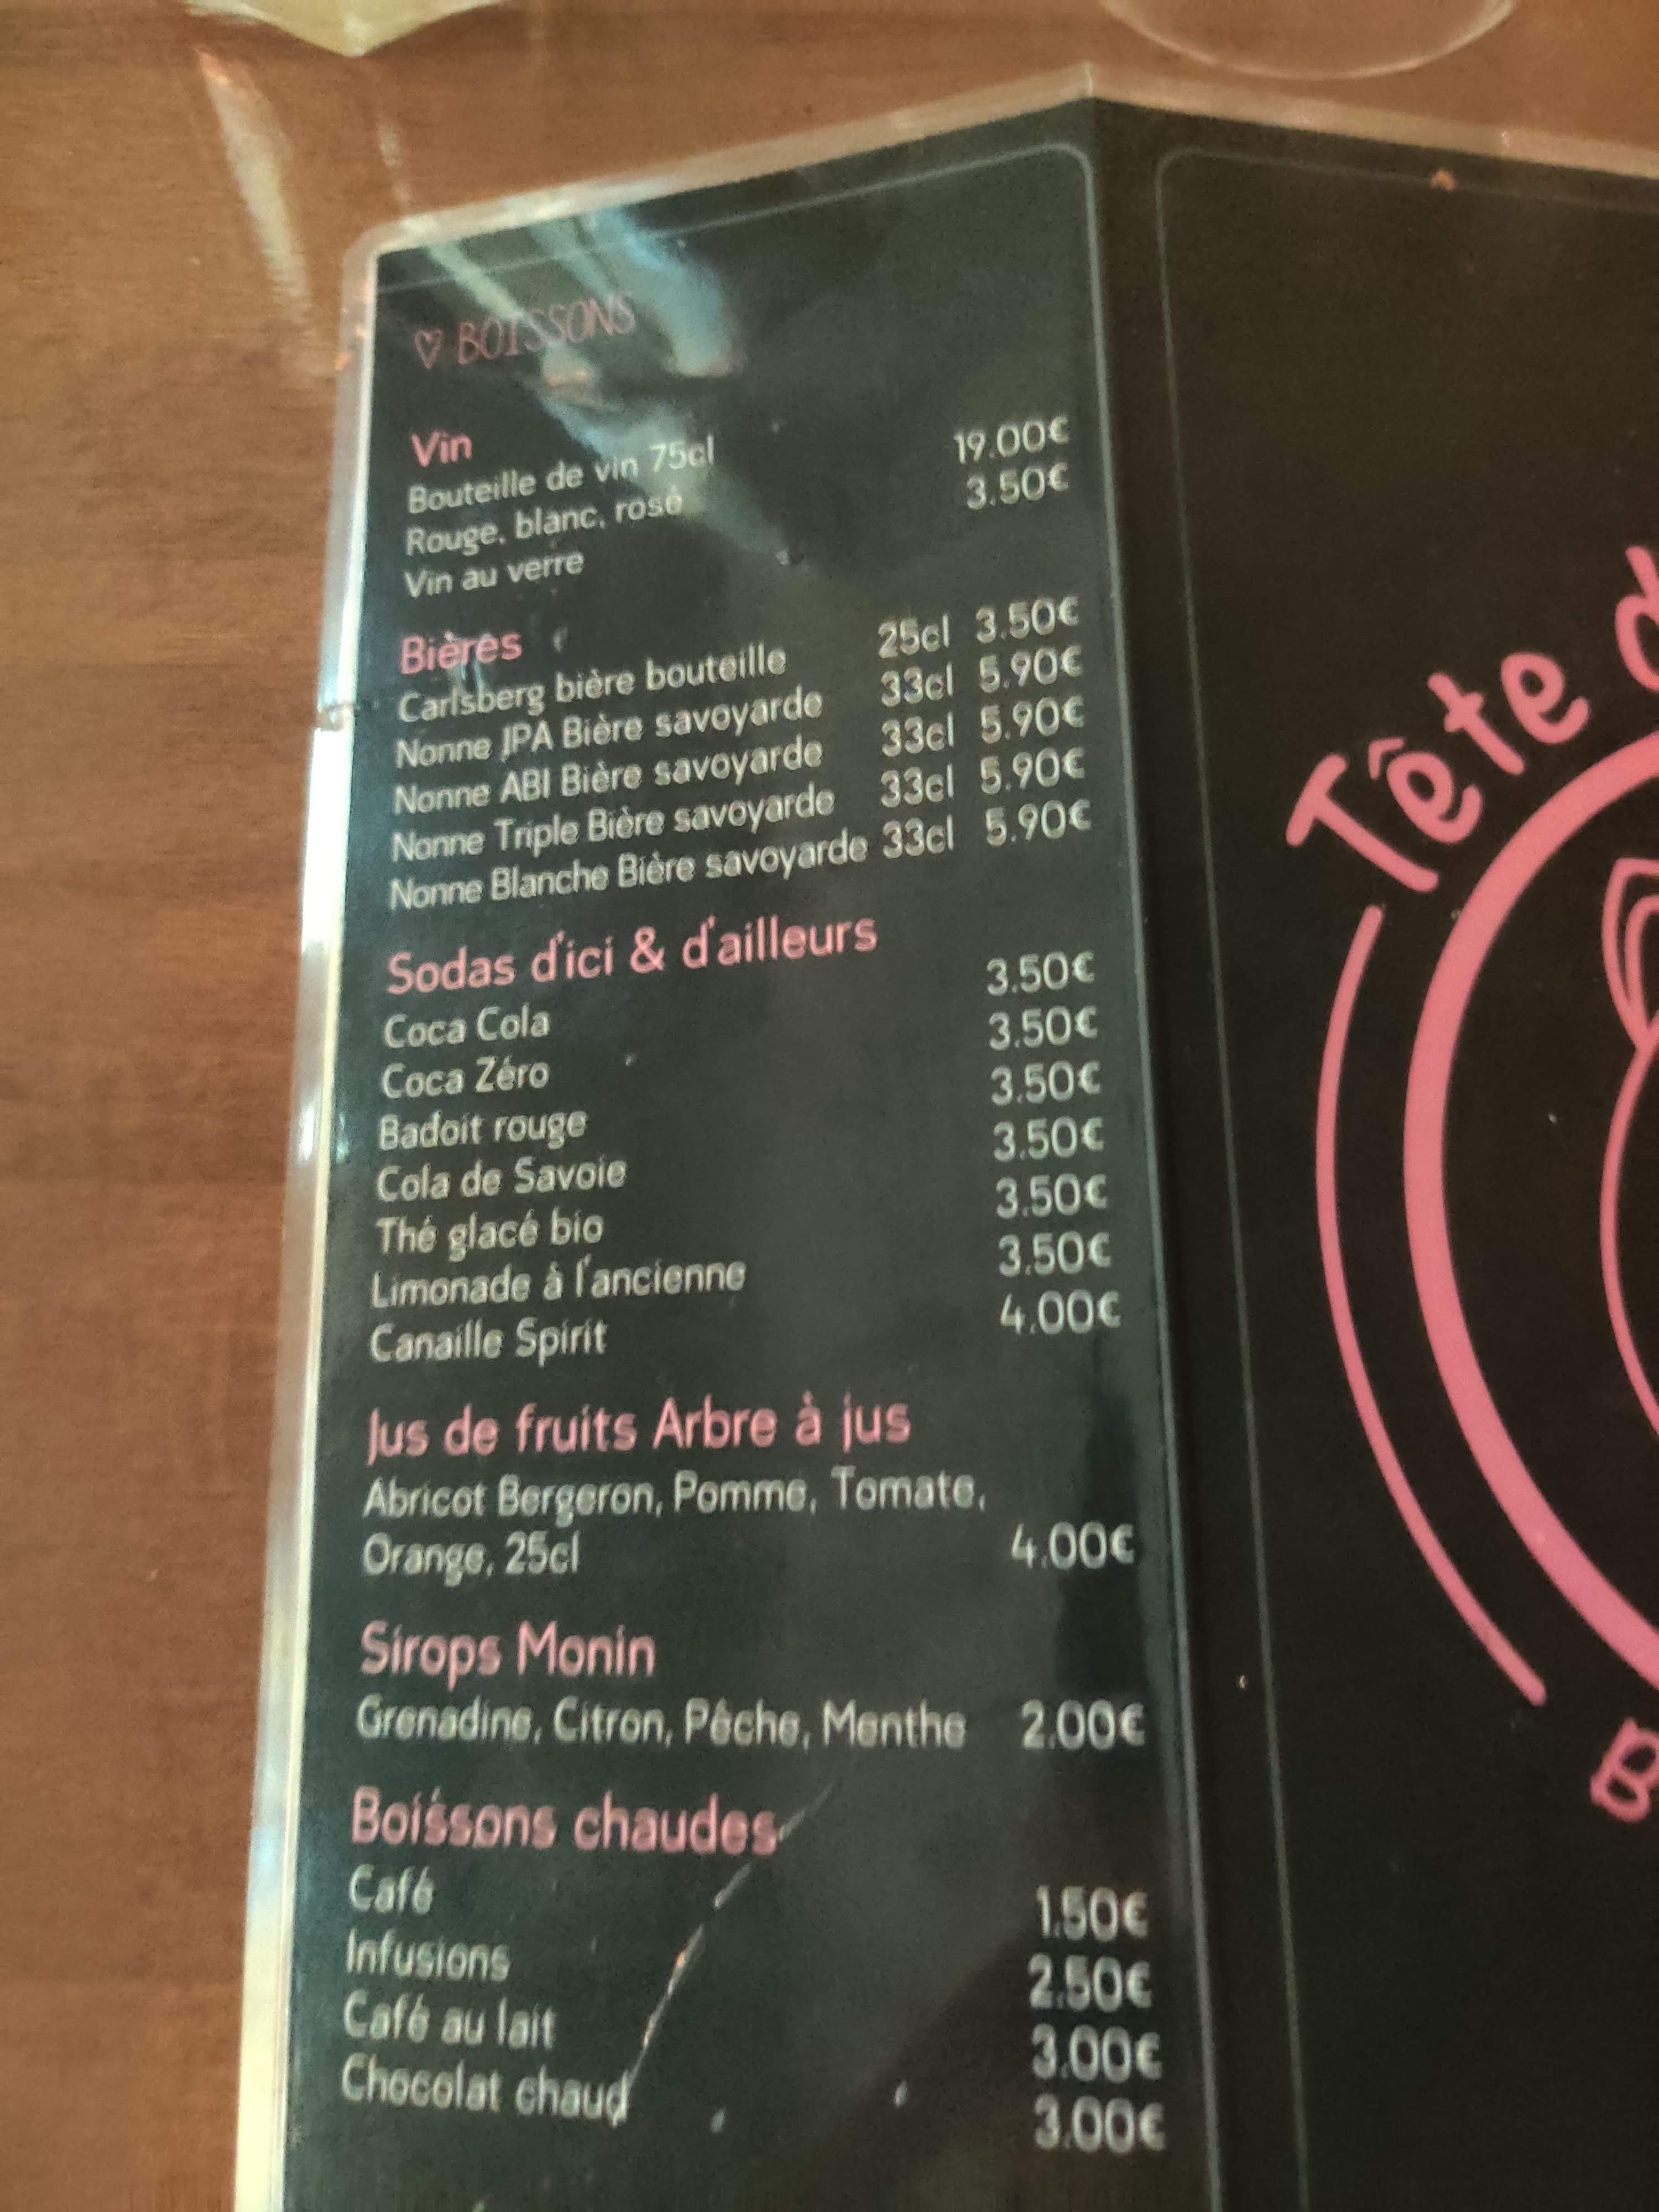 ♡ BOISSONS
Vin
Bouteille de vin 75cl 19.00€
Rouge, blanc, rosé 3.50€
Vin au verre
Bières
Carlsberg bière bouteille 25cl 3.50€
Nonne JPA Bière savoyarde 33cl 5.90€
Nonne ABI Bière savoyarde 33cl 5.90€
Nonne Triple Bière savoyarde 33cl 5.90€
Nonne Blanche Bière savoyarde 33cl 5.90€
Sodas d'ici & d'ailleurs
Coca Cola 3.50€
Coca Zéro 3.50€
Badoit rouge 3.50€
Cola de Savoie 3.50€
Thé glacé bio 3.50€
Limonade à l'ancienne 3.50€
Canaille Spirit 4.00€
Jus de fruits Arbre à jus
Abricot Bergeron, Pomme, Tomate,
Orange, 25cl 4.00€
Sirops Monin
Grenadine, Citron, Pêche, Menthe 2.00€
Boissons chaudes
Café 1.50€
Infusions 2.50€
Café au lait 3.00€
Chocolat chaud 3.00€
Tête d
B